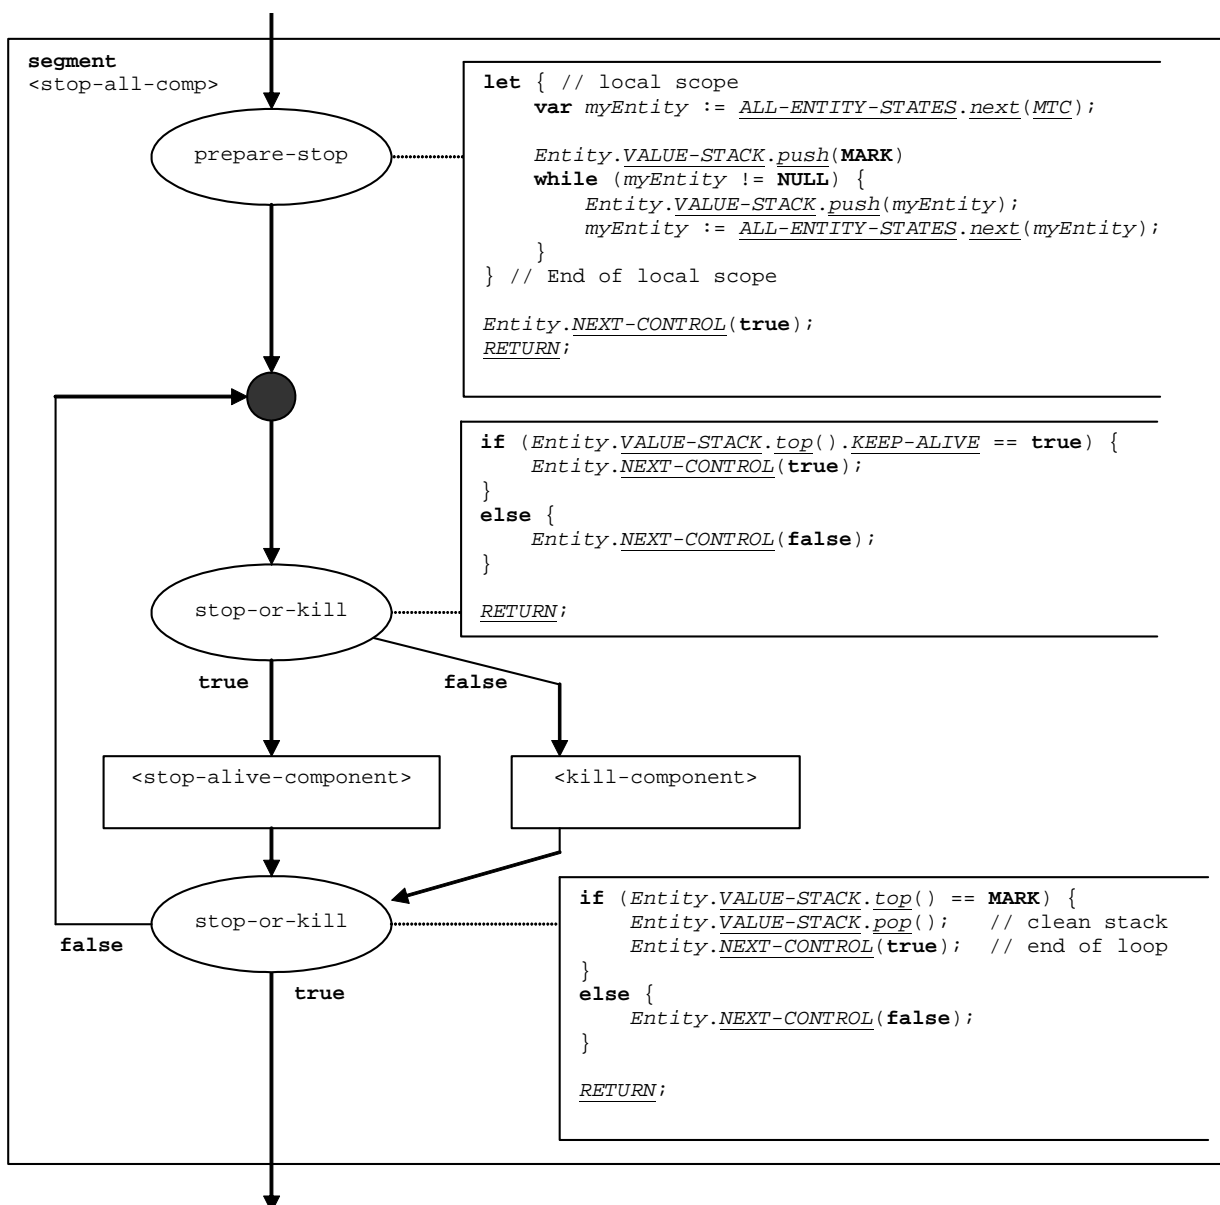 segment
<stop-all-comp>
prepare-stop
let { // local scope
    var myEntity := ALL-ENTITY-STATES.next(MTC);
    Entity.VALUE-STACK.push(MARK)
    while (myEntity != NULL) {
        Entity.VALUE-STACK.push(myEntity);
        myEntity := ALL-ENTITY-STATES.next(myEntity);
    }
} // End of local scope
Entity.NEXT-CONTROL(true);
RETURN;
if (Entity.VALUE-STACK.top().KEEP-ALIVE == true) {
    Entity.NEXT-CONTROL(true);
}
else {
    Entity.NEXT-CONTROL(false);
}
RETURN;
stop-or-kill
true
false
<stop-alive-component>
<kill-component>
stop-or-kill
false
true
if (Entity.VALUE-STACK.top() == MARK) {
    Entity.VALUE-STACK.pop();   // clean stack
    Entity.NEXT-CONTROL(true);  // end of loop
}
else {
    Entity.NEXT-CONTROL(false);
}
RETURN;